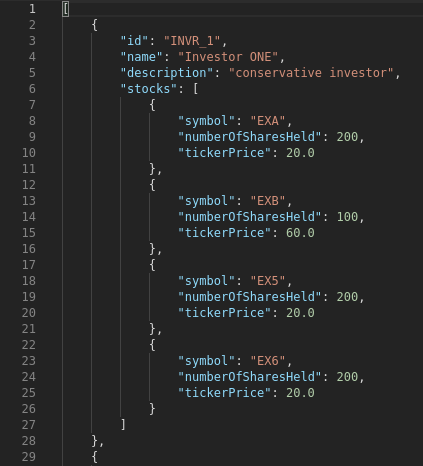 1 [
2 {
3 "id": "INVR_1",
4 "name": "Investor ONE",
5 "description": "conservative investor",
6 "stocks": [
7 {
8 "symbol": "EXA",
9 "numberOfSharesHeld": 200,
10 "tickerPrice": 20.0
11 },
12 {
13 "symbol": "EXB",
14 "numberOfSharesHeld": 100,
15 "tickerPrice": 60.0
16 },
17 {
18 "symbol": "EX5",
19 "numberOfSharesHeld": 200,
20 "tickerPrice": 20.0
21 },
22 {
23 "symbol": "EX6",
24 "numberOfSharesHeld": 200,
25 "tickerPrice": 20.0
26 }
27 ]
28 },
29 {